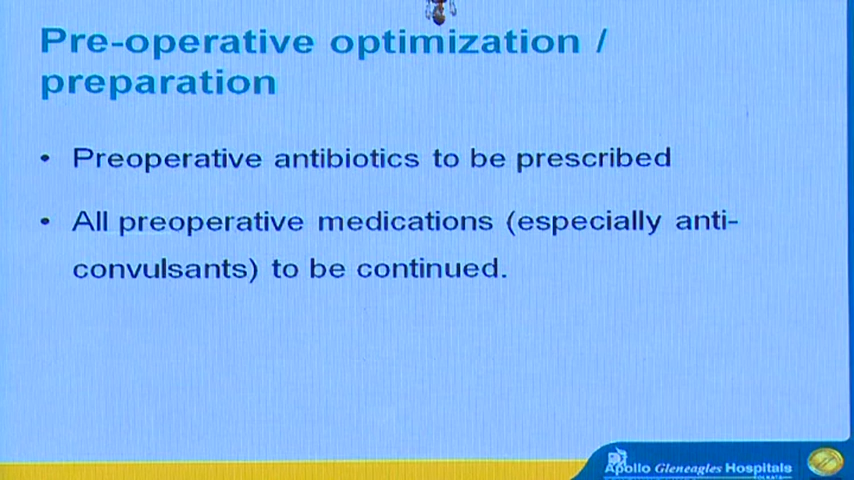 Pre-operative optimization /
preparation
• Preoperative antibiotics to be prescribed
• All preoperative medications (especially anti-
convulsants) to be continued.
Apollo Gleneagles Hospitals
KOLKATA